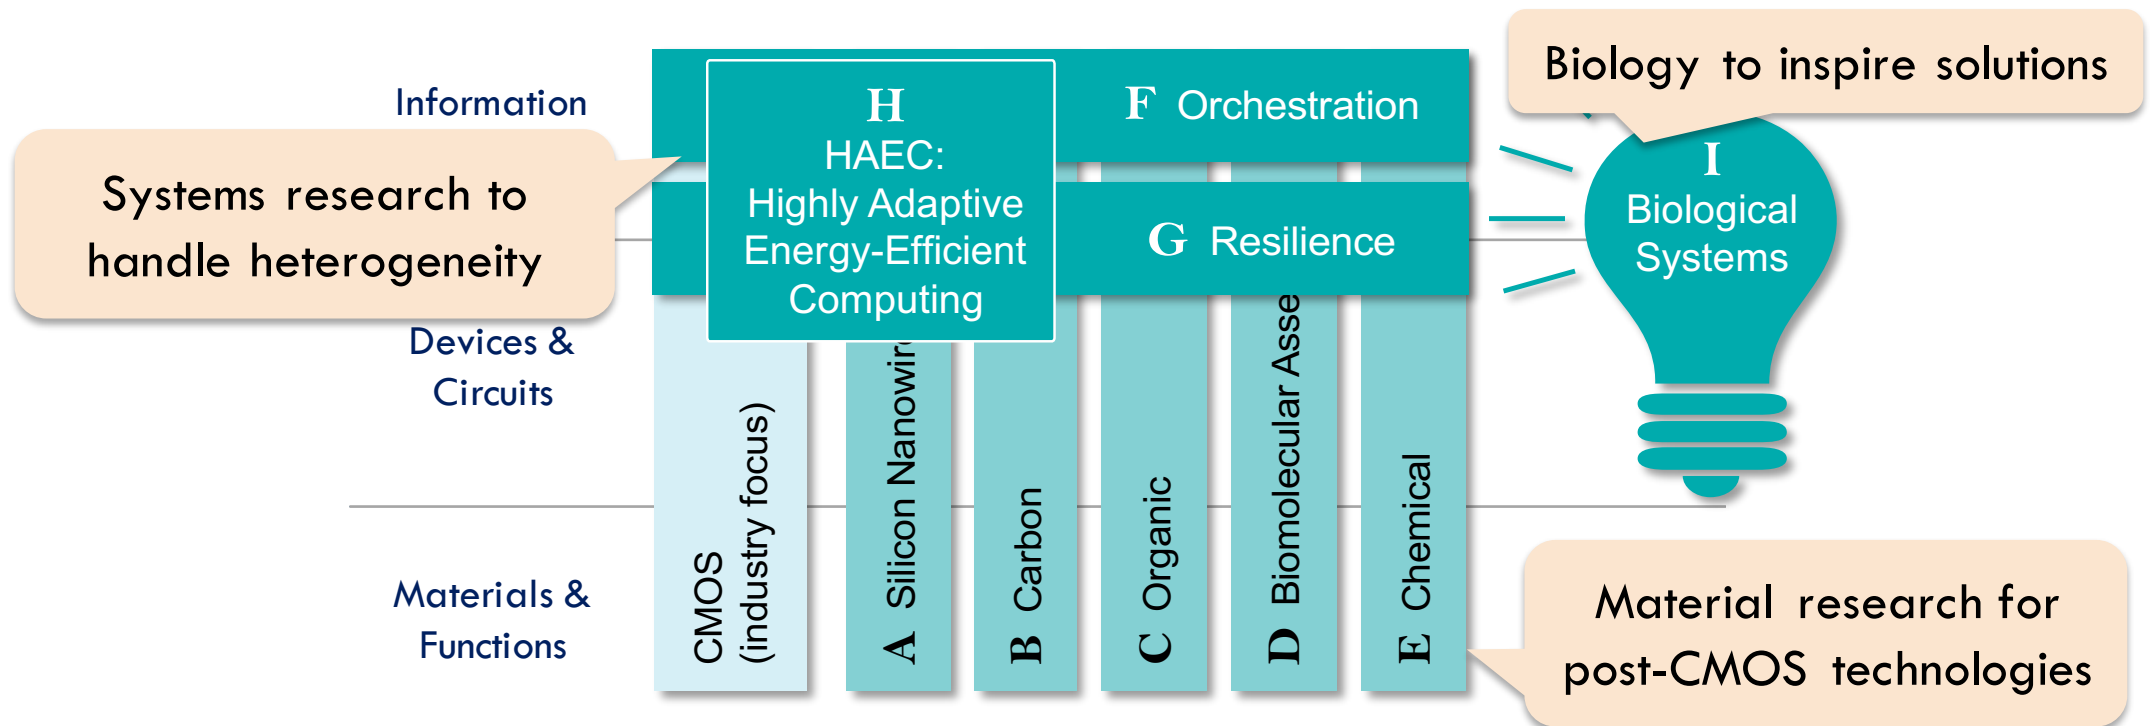 Information
Systems research to
handle heterogeneity
Devices &
Circuits
Materials &
Functions
H
HAEC:
Highly Adaptive
Energy-Efficient
Computing
F Orchestration
G Resilience
Biology to inspire solutions
I
Biological
Systems
CMOS
(industry focus)
A Silicon
B Carbon
C Organic
D Biomolecular
E Chemical
Material research for
post-CMOS technologies